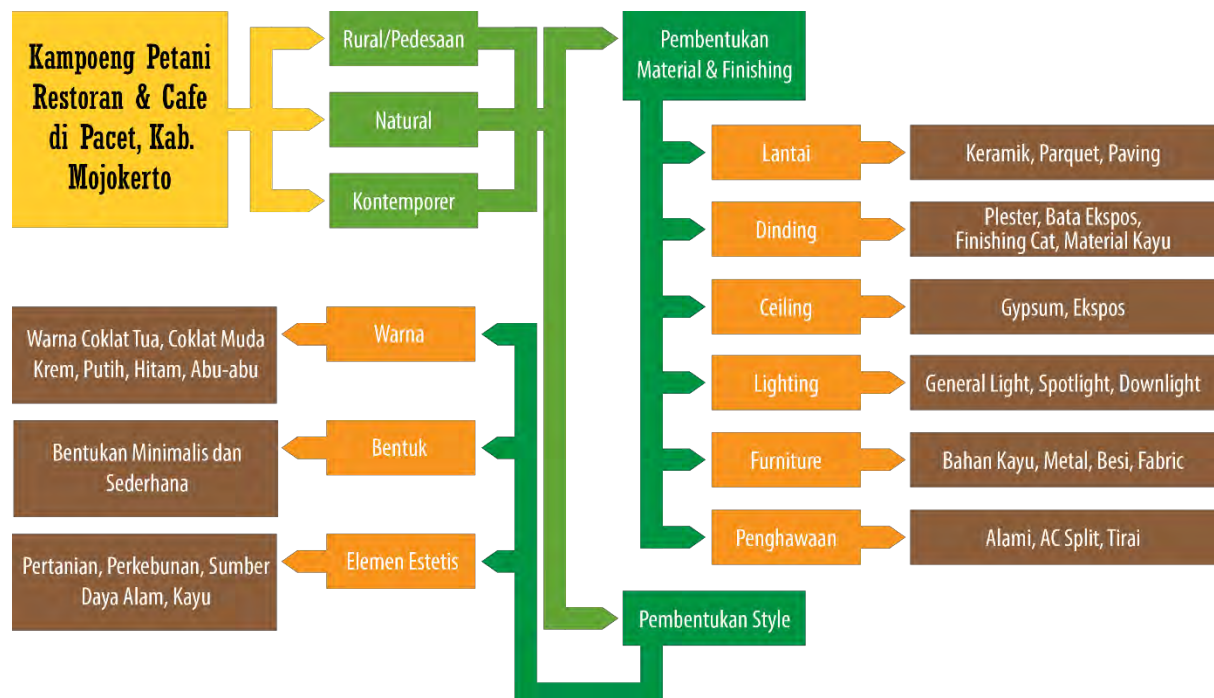 Kampoeng Petani
Restoran & Cafe
di Pacet, Kab.
Mojokerto
Rural/Pedesaan
Natural
Kontemporer
Pembentukan
Material & Finishing
Lantai
Keramik, Parquet, Paving
Dinding
Plester, Bata Ekspos,
Finishing Cat, Material Kayu
Ceiling
Gypsum, Ekspos
Lighting
General Light, Spotlight, Downlight
Furniture
Bahan Kayu, Metal, Besi, Fabric
Penghawaan
Alami, AC Split, Tirai
Pembentukan Style
Warna
Warna Coklat Tua, Coklat Muda
Krem, Putih, Hitam, Abu-abu
Bentuk
Bentukan Minimalis dan
Sederhana
Elemen Estetis
Pertanian, Perkebunan, Sumber
Daya Alam, Kayu